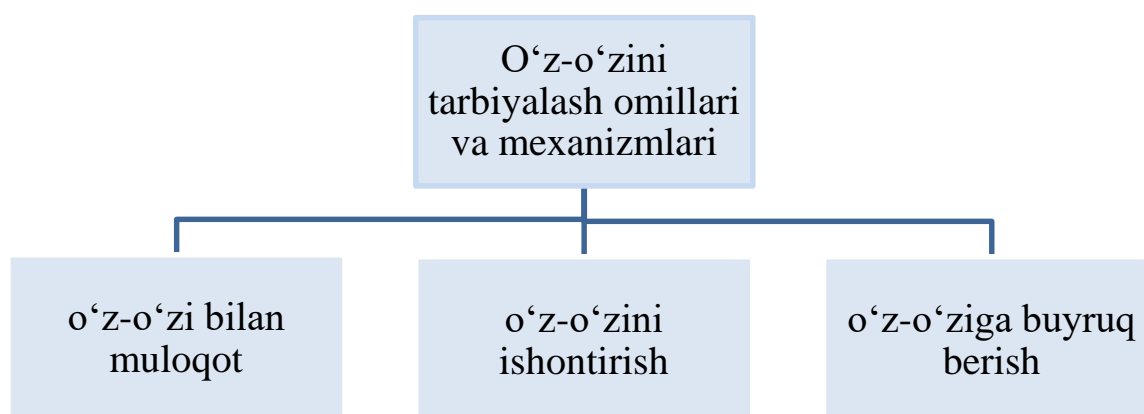 O‘z-o‘zini
tarbiyalash omillari
va mexanizmlari
o‘z-o‘zi bilan
muloqot
o‘z-o‘zini
ishontirish
o‘z-o‘ziga buyruq
berish